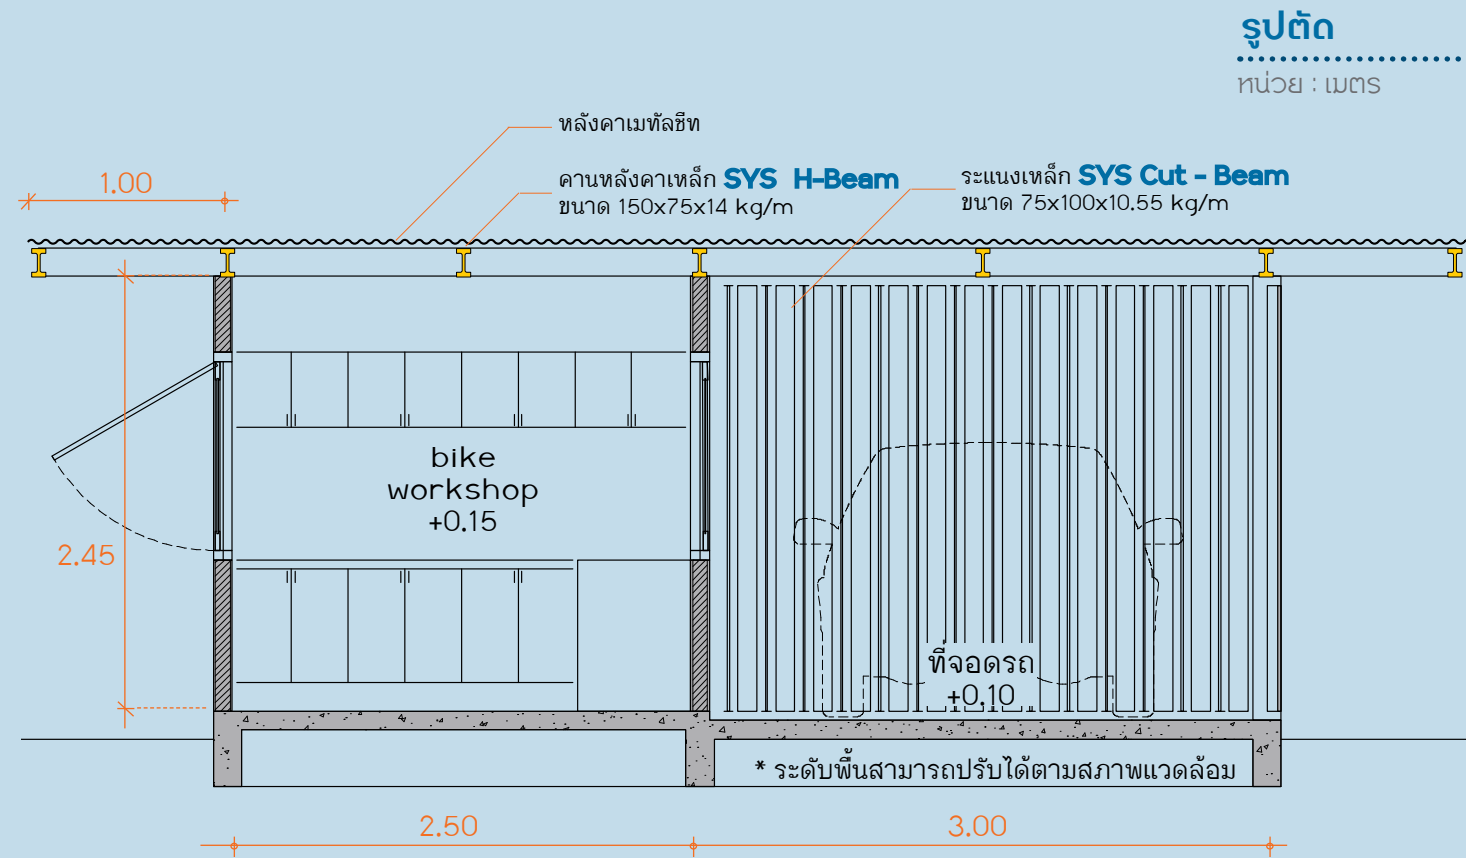 รูปตัด
หน่วย : เมตร
หลังคาเมทัลชีท
1.00
คานหลังคาเหล็ก SYS H-Beam
ขนาด 150x75x14 kg/m
ระแนงเหล็ก SYS Cut - Beam
ขนาด 75x100x10.55 kg/m
bike
workshop
+0.15
2.45
ที่จอดรถ
+0.10
* ระดับพื้นสามารถปรับได้ตามสภาพแวดล้อม
2.50
3.00